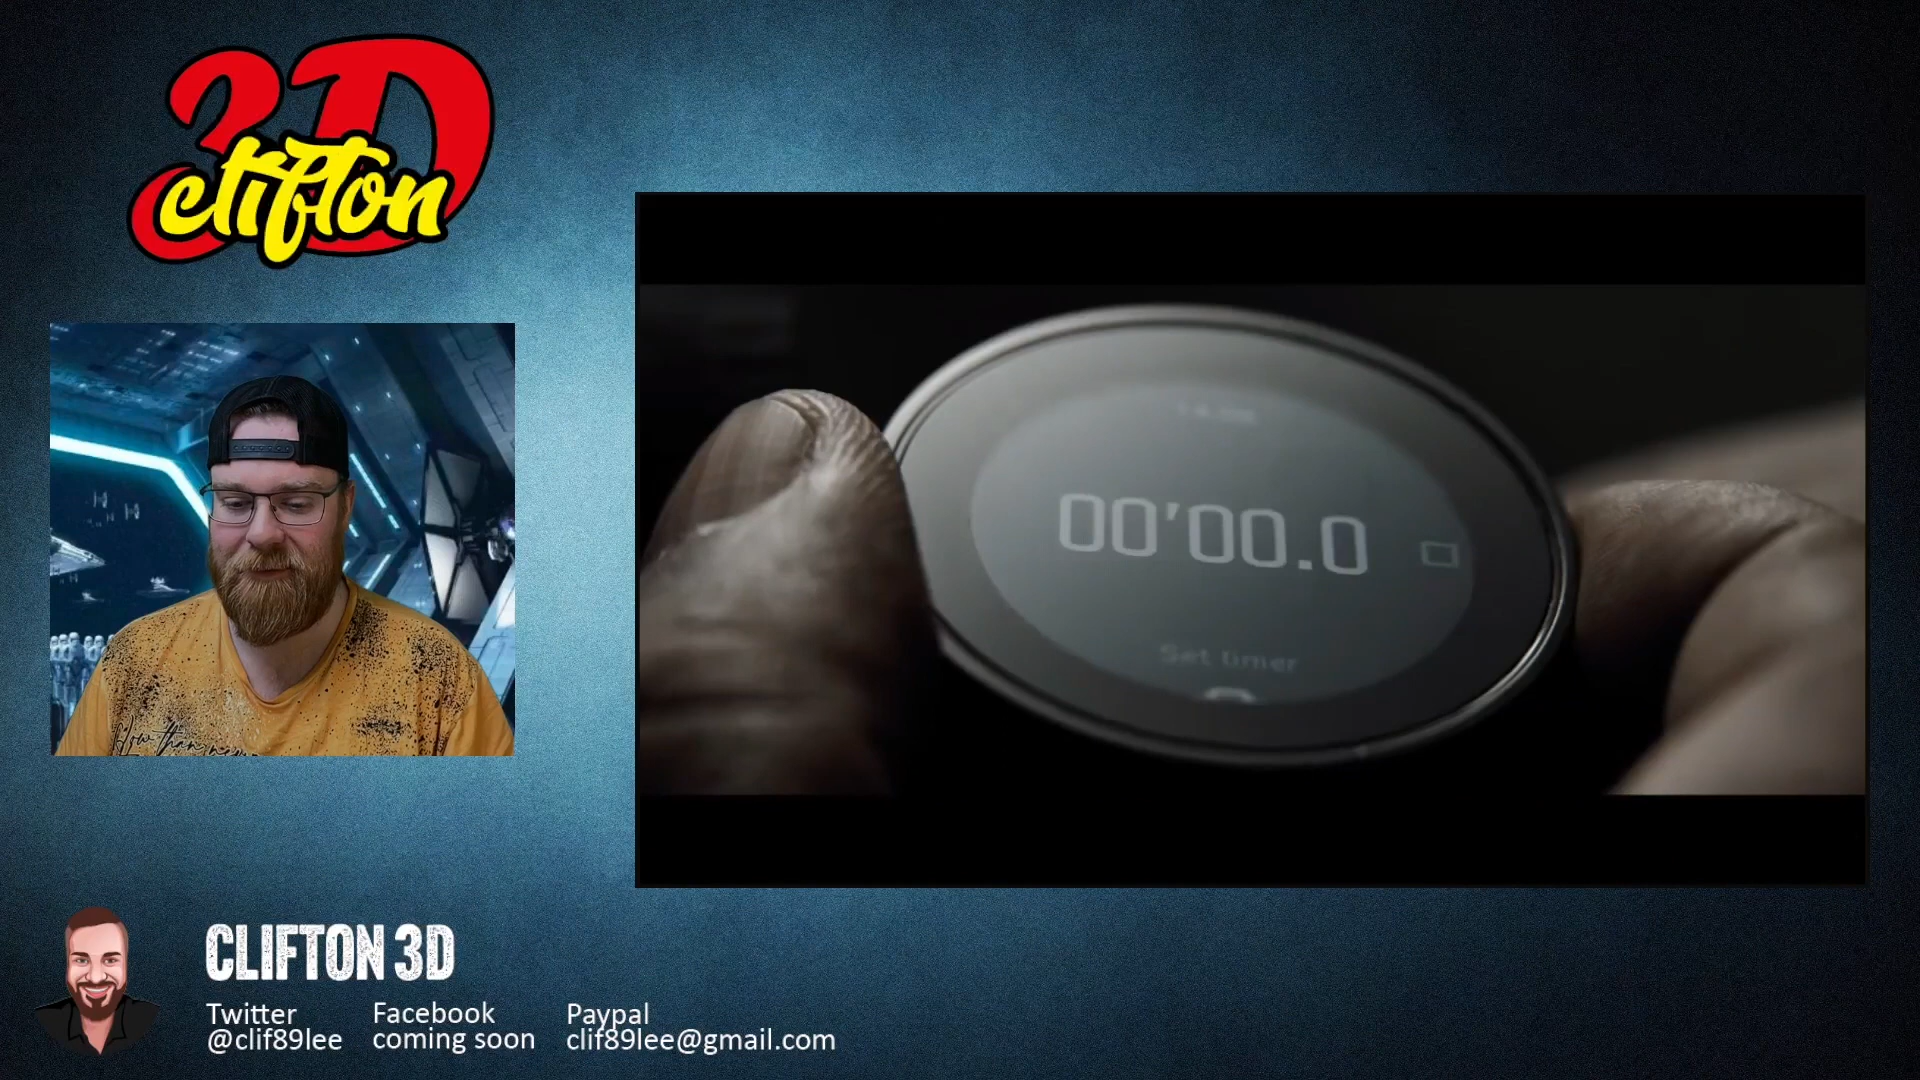 3D
clifton
00'00.0
Set timer
CLIFTON 3D
Twitter
@clif89lee
Facebook
coming soon
Paypal
clif89lee@gmail.com